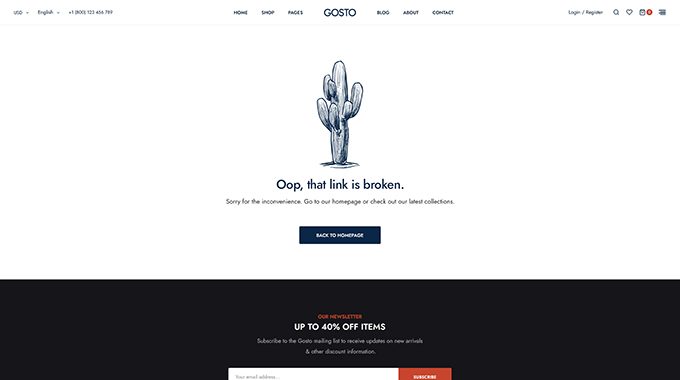 USD English +1 (800) 123 456 789 HOME SHOP PAGES GOSTO BLOG ABOUT CONTACT Login / Register 0
Oop, that link is broken.
Sorry for the inconvenience. Go to our homepage or check out our latest collections.
BACK TO HOMEPAGE
OUR NEWSLETTER
UP TO 40% OFF ITEMS
Subscribe to the Gosto mailing list to receive updates on new arrivals
& other discount information.
Your email address... SUBSCRIBE